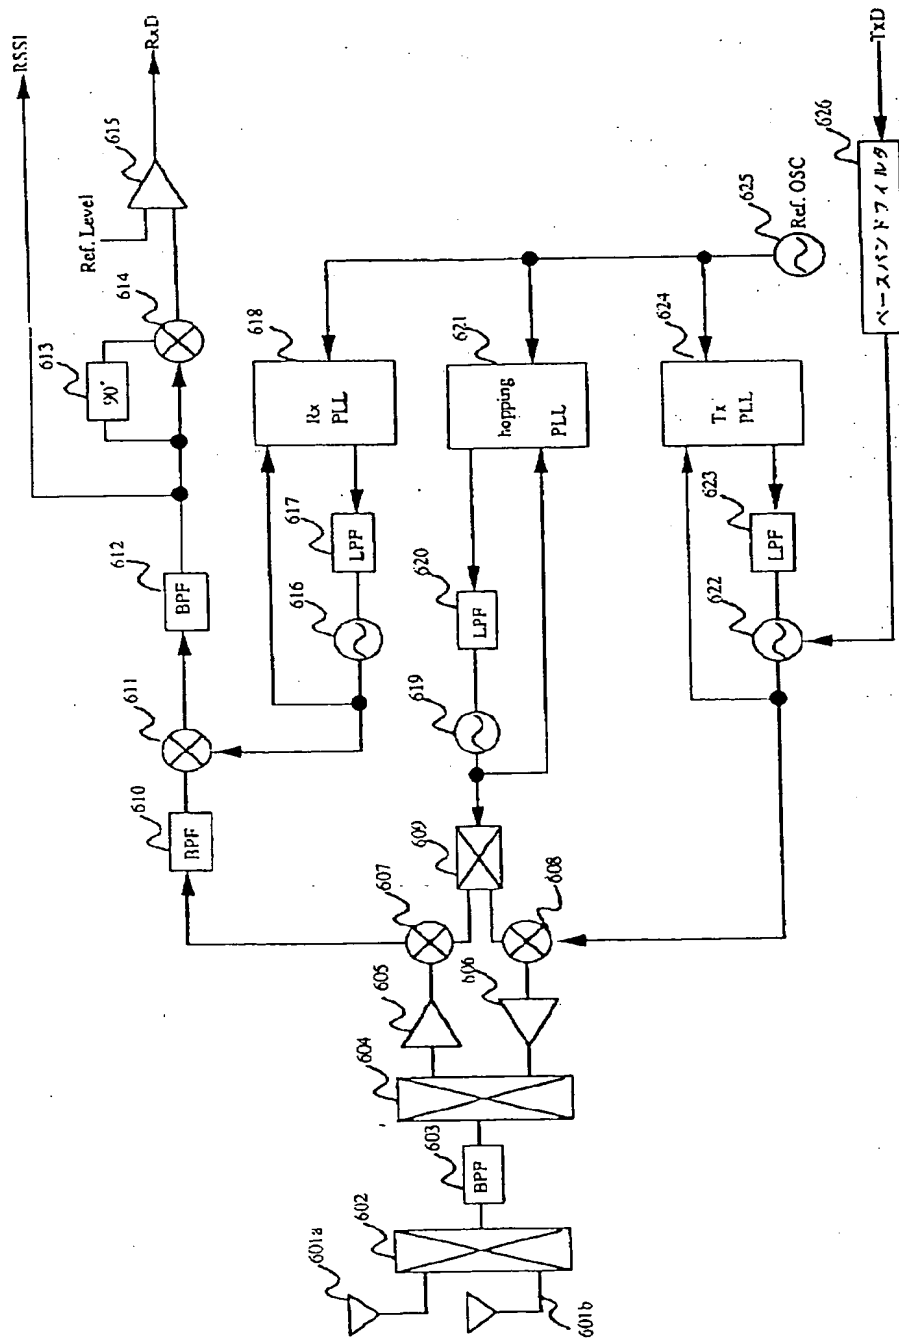 RSSI
RxD
615
Ref. Level
614
613
90°
612
BPF
611
610
BPF
618
Rx
PLL
617
LPF
616
621
hopping
PLL
620
LPF
619
609
607
608
605
606
604
603
BPF
602
601a
601b
624
Tx
PLL
623
LPF
622
625
Ref. OSC
626
ベースバンドフィルタ
TxD